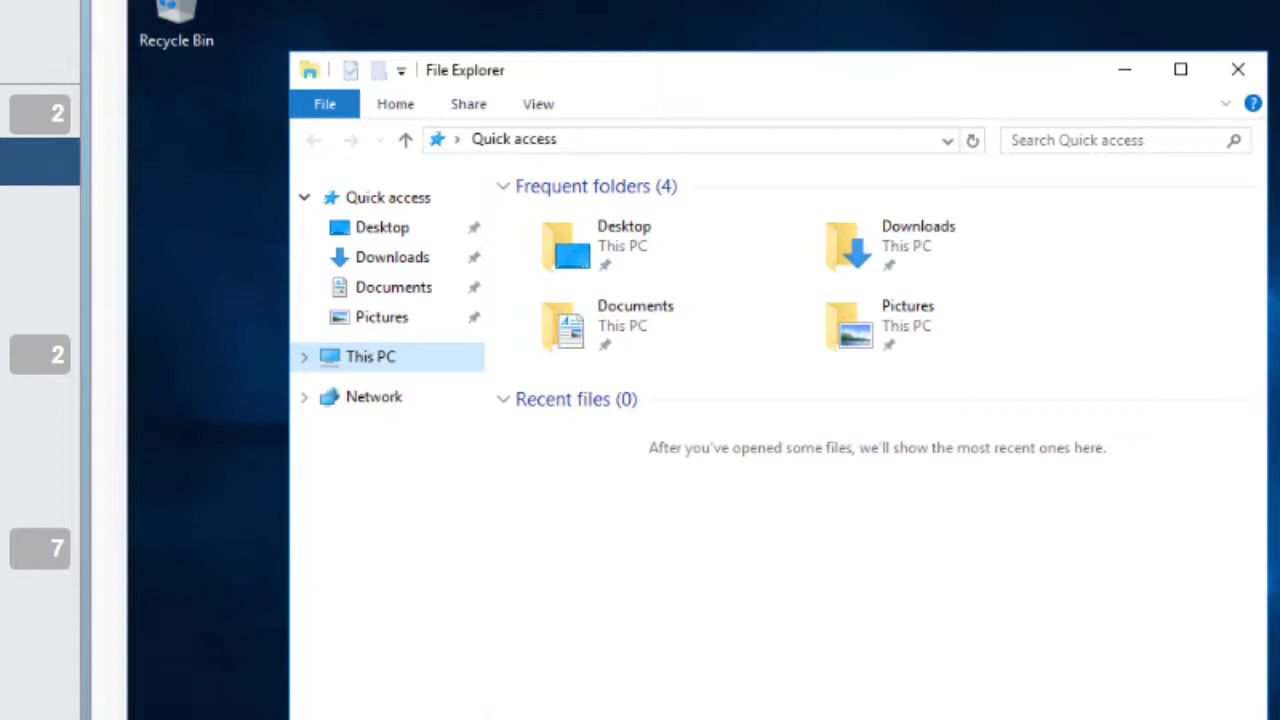 Recycle Bin
File Explorer
File Home Share View
Quick access
Search Quick access
Quick access
Desktop
Downloads
Documents
Pictures
This PC
Network
Frequent folders (4)
Desktop
This PC
Downloads
This PC
Documents
This PC
Pictures
This PC
Recent files (0)
After you've opened some files, we'll show the most recent ones here.
2
2
7